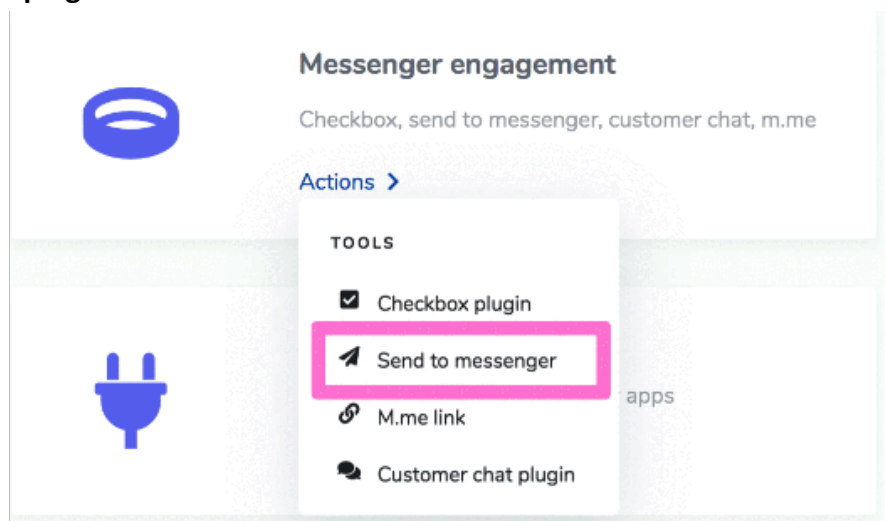 Messenger engagement
Checkbox, send to messenger, customer chat, m.me
Actions
TOOLS
Checkbox plugin
Send to messenger
apps
M.me link
Customer chat plugin